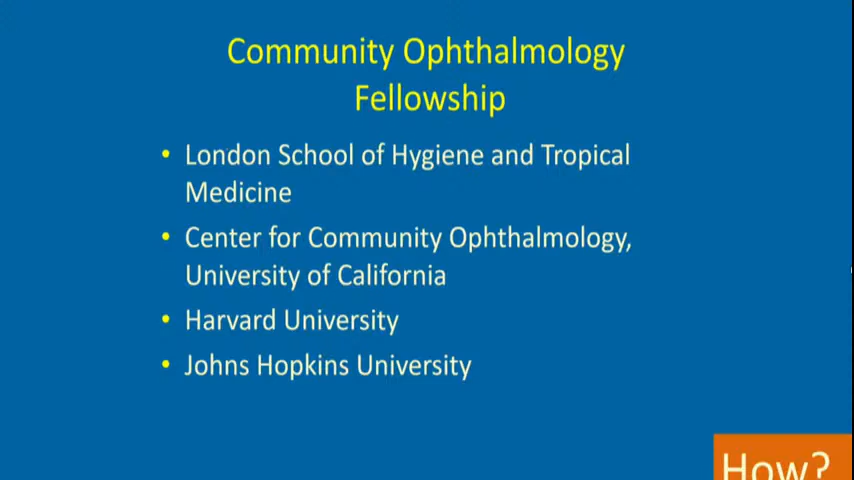 Community Ophthalmology
Fellowship
• London School of Hygiene and Tropical
Medicine
• Center for Community Ophthalmology,
University of California
• Harvard University
• Johns Hopkins University
How?